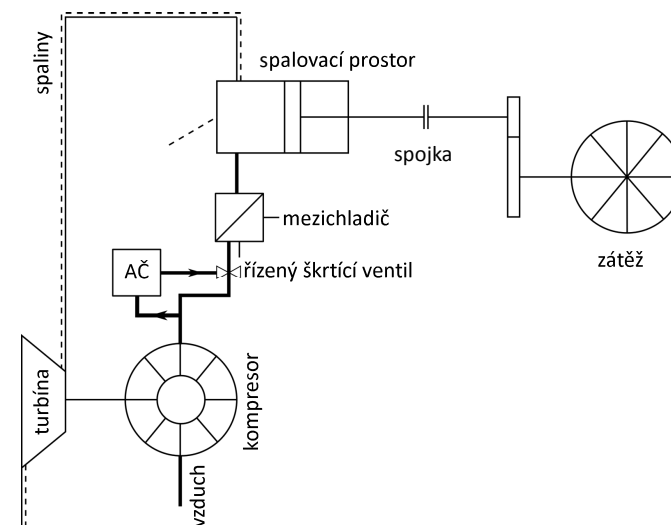 spaliny
spalovací prostor
spojka
zátěž
mezichladič
AČ
řízený škrtící ventil
turbína
kompresor
vzduch